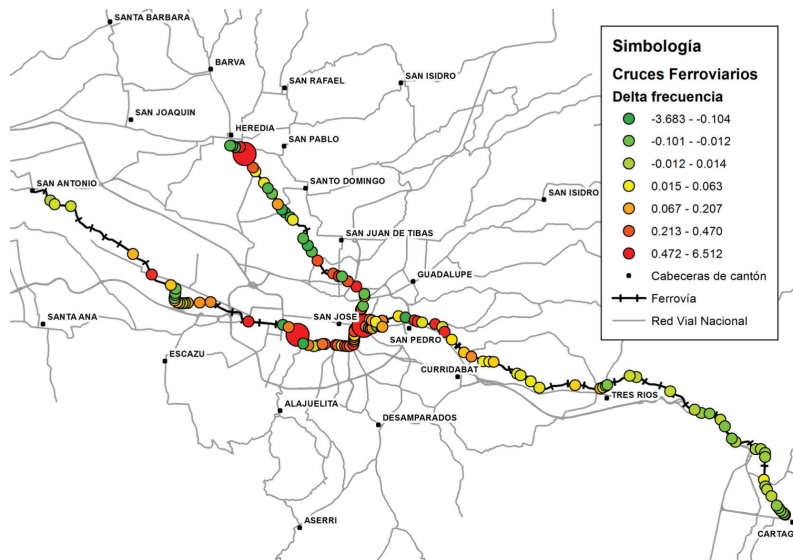 SANTA BARBARA
BARVA
SAN RAFAEL
SAN ISIDRO
SAN JOAQUIN
HEREDIA
SAN PABLO
SAN ANTONIO
SANTO DOMINGO
SAN ISIDRO
SAN JUAN DE TIBAS
GUADALUPE
SANTA ANA
SAN JOSE
SAN PEDRO
ESCAZU
CURRIDABAT
TRES RIOS
ALAJUELITA
DESAMPARADOS
ASERRI
CARTAG
Simbología
Cruces Ferroviarios
Delta frecuencia
-3.683 - -0.104
-0.101 - -0.012
-0.012 - 0.014
0.015 - 0.063
0.067 - 0.207
0.213 - 0.470
0.472 - 6.512
Cabeceras de cantón
Ferrovía
Red Vial Nacional